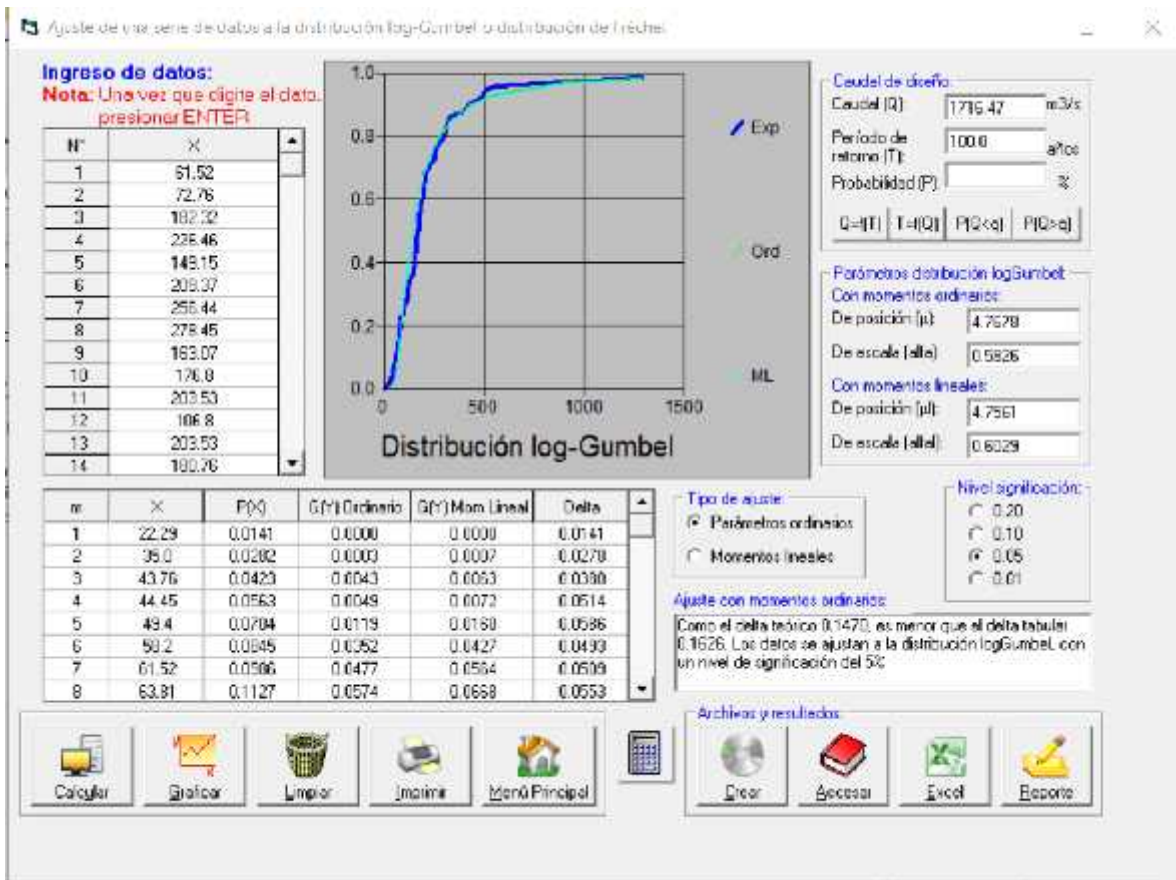 Ajuste de una serie de datos a la distribución log-Gumbel o distribución de Fréchet
Ingreso de datos:
Nota: Una vez que digite el dato,
presionar ENTER
N° X
1 61.52
2 72.76
3 182.32
4 226.46
5 149.15
6 209.37
7 256.44
8 278.45
9 163.07
10 176.8
11 203.53
12 106.8
13 203.53
14 180.76
1.0
0.8
0.6
0.4
0.2
0.0
0 500 1000 1500
Exp
Ord
ML
Distribución log-Gumbel
Caudal de diseño:
Caudal (Q): 1716.47 m3/s
Período de
retorno (T): 100.0 años
Probabilidad (P): %
Q=f(T) T=f(Q) P(Q<q) P(Q>q)
Parámetros distribución logGumbel:
Con momentos ordinarios:
De posición (µ): 4.7678
De escala (alfa): 0.5826
Con momentos lineales:
De posición (µl): 4.7561
De escala (alfal): 0.6029
m X P(X) G(Y) Ordinario G(Y) Mom Lineal Delta
1 22.29 0.0141 0.0000 0.0000 0.0141
2 35.0 0.0282 0.0003 0.0007 0.0278
3 43.76 0.0423 0.0043 0.0063 0.0380
4 44.45 0.0563 0.0049 0.0072 0.0514
5 49.4 0.0704 0.0119 0.0160 0.0586
6 58.2 0.0845 0.0352 0.0427 0.0493
7 61.52 0.0986 0.0477 0.0564 0.0509
8 63.81 0.1127 0.0574 0.0668 0.0553
Tipo de ajuste:
Parámetros ordinarios
Momentos lineales
Nivel significación:
0.20
0.10
0.05
0.01
Ajuste con momentos ordinarios:
Como el delta teórico 0.1470, es menor que el delta tabular
0.1626. Los datos se ajustan a la distribución logGumbel, con
un nivel de significación del 5%
Archivos y resultados:
Calcular Graficar Limpiar Imprimir Menú Principal Crear Accesar Excel Reporte